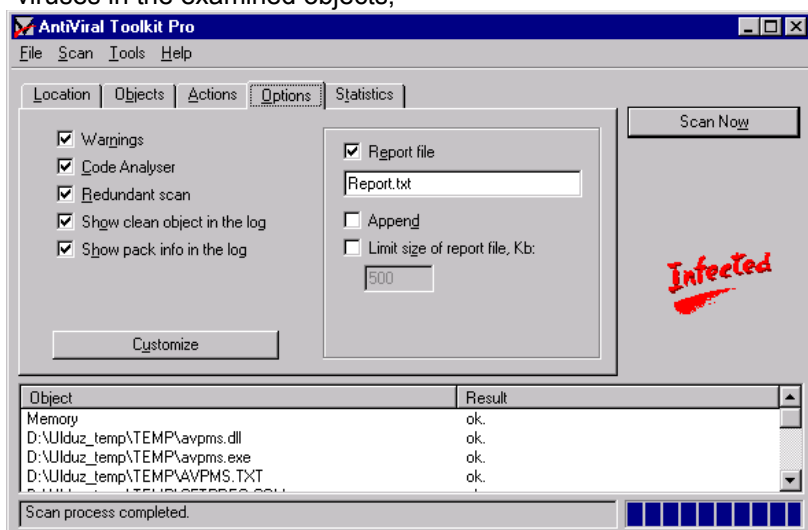 viruses in the examined objects;
AntiViral Toolkit Pro
File Scan Tools Help
Location Objects Actions Options Statistics
Scan Now
Warnings
Code Analyser
Redundant scan
Show clean object in the log
Show pack info in the log
Customize
Report file
Report.txt
Append
Limit size of report file, Kb:
500
Infected
Object Result
Memory ok.
D:\Ulduz_temp\TEMP\avpms.dll ok.
D:\Ulduz_temp\TEMP\avpms.exe ok.
D:\Ulduz_temp\TEMP\AVPMS.TXT ok.
Scan process completed.